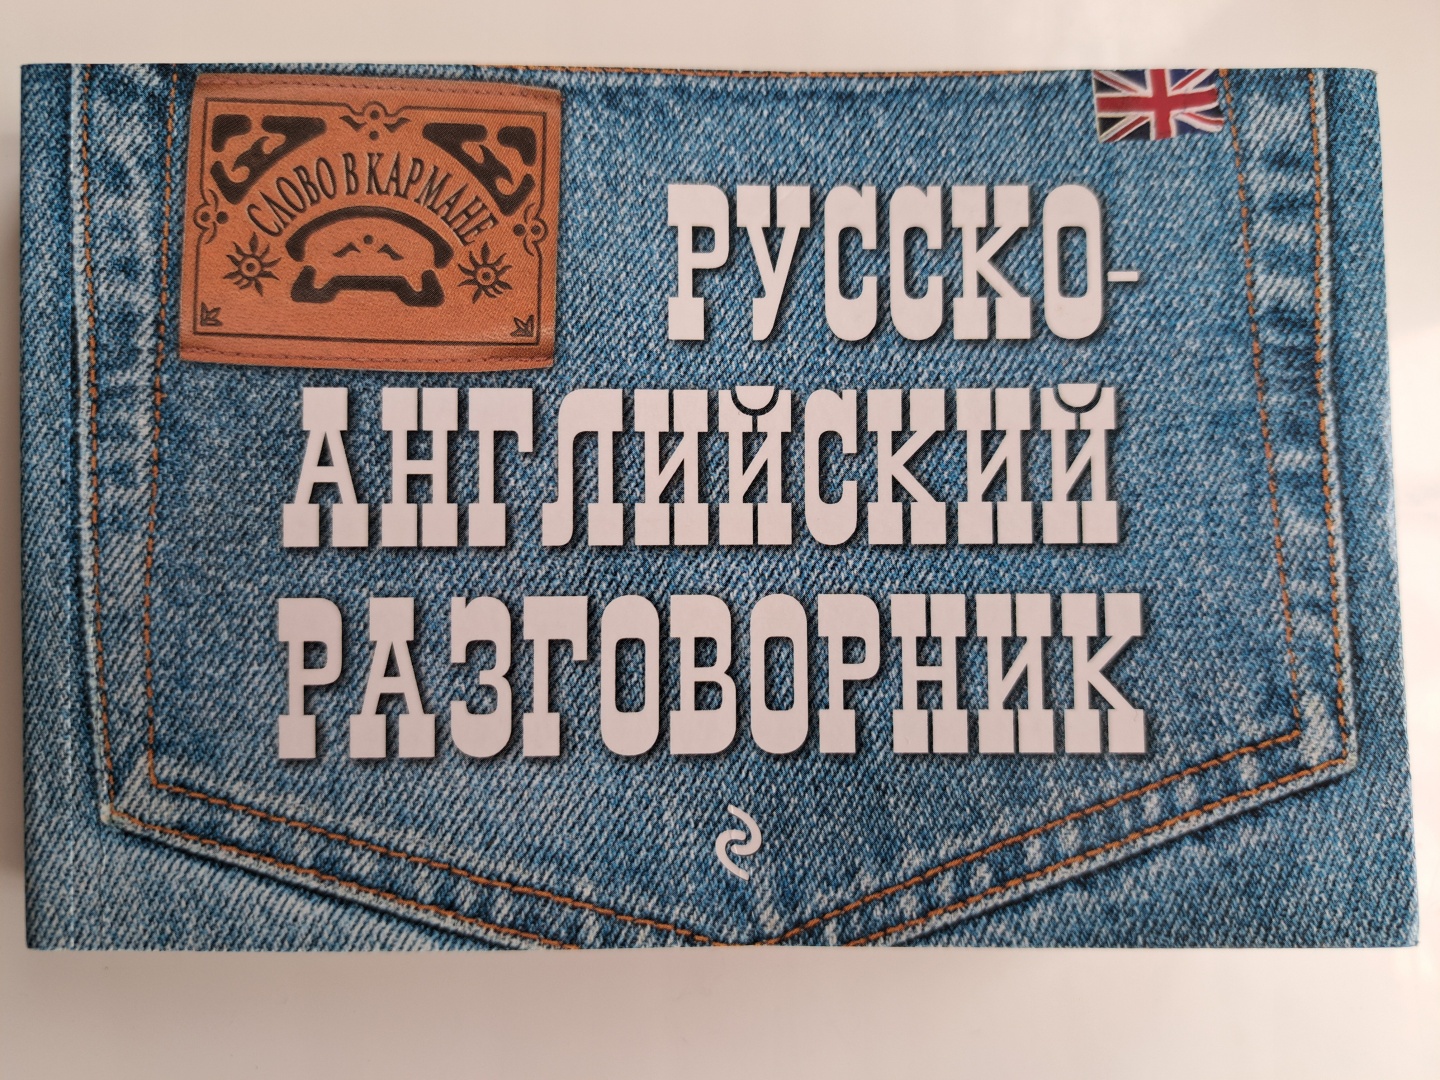 СЛОВО В КАРМАНЕ
РУССКО-
АНГЛИЙСКИЙ
РАЗГОВОРНИК